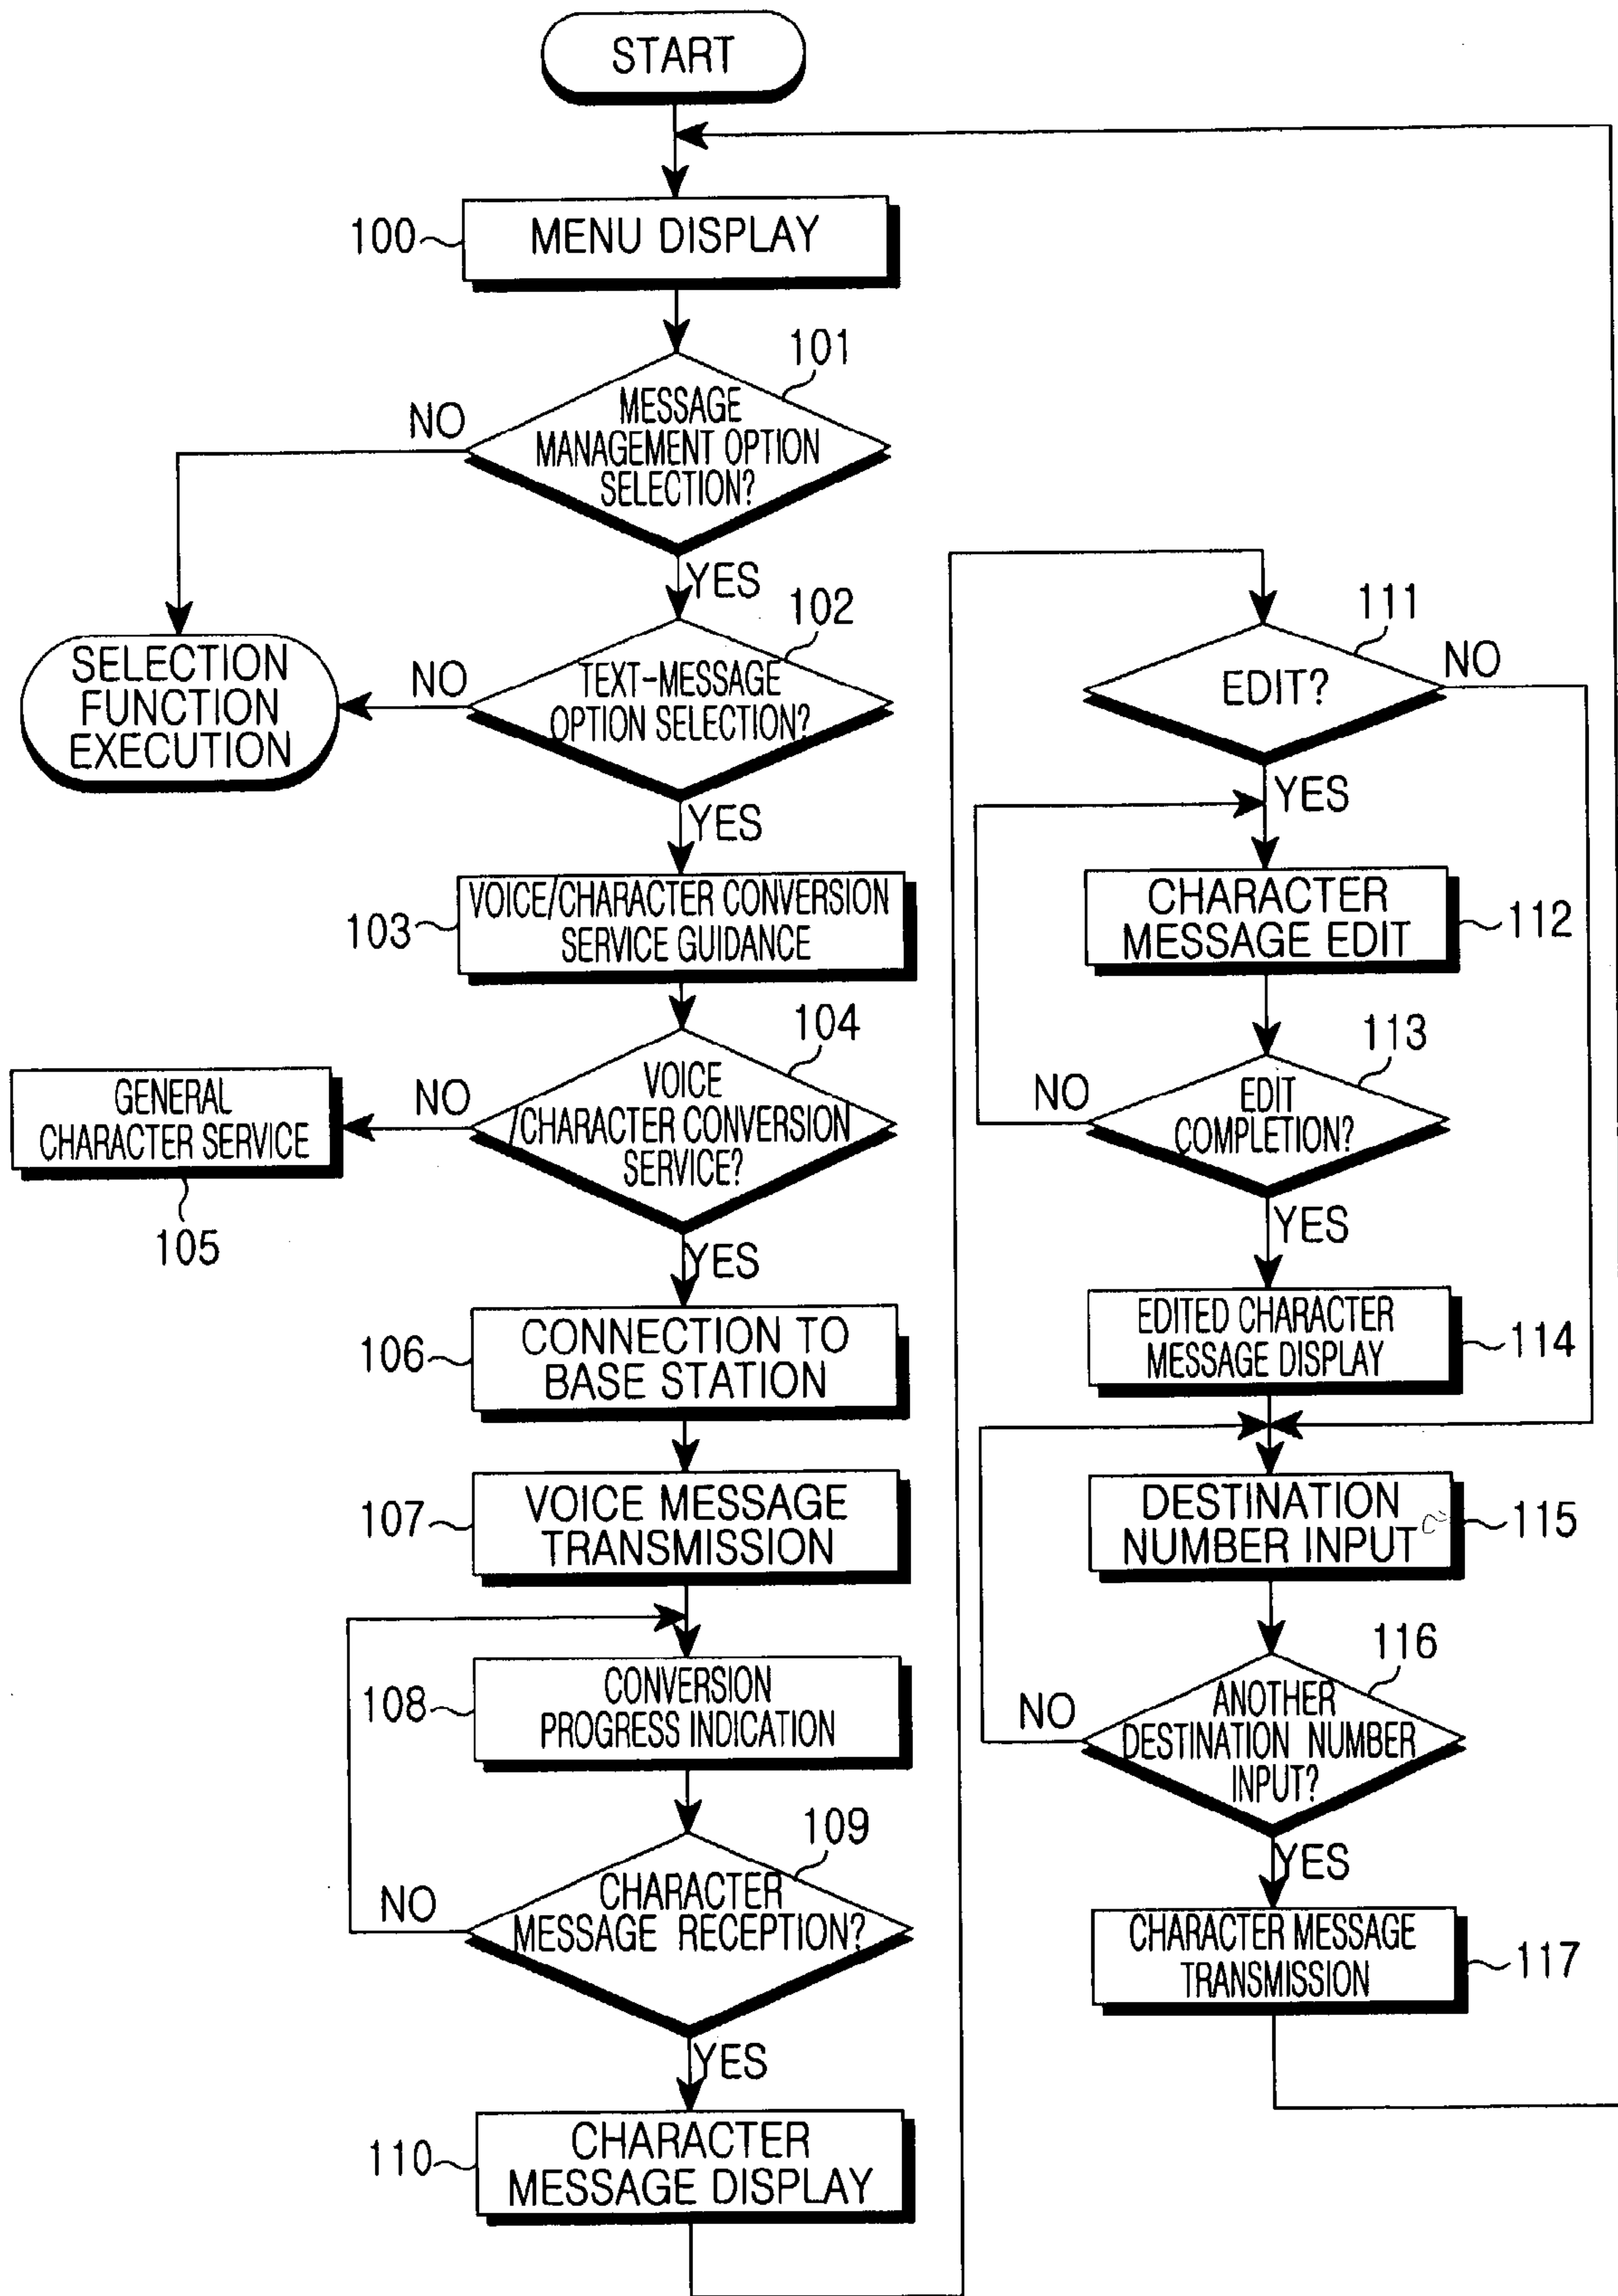 START
100
MENU DISPLAY
101
MESSAGE
MANAGEMENT OPTION
SELECTION?
NO
YES
102
TEXT-MESSAGE
OPTION SELECTION?
NO
SELECTION
FUNCTION
EXECUTION
YES
103
VOICE/CHARACTER CONVERSION
SERVICE GUIDANCE
104
VOICE
/CHARACTER CONVERSION
SERVICE?
NO
GENERAL
CHARACTER SERVICE
105
YES
106
CONNECTION TO
BASE STATION
107
VOICE MESSAGE
TRANSMISSION
108
CONVERSION
PROGRESS INDICATION
109
CHARACTER
MESSAGE RECEPTION?
NO
YES
110
CHARACTER
MESSAGE DISPLAY
111
EDIT?
NO
YES
CHARACTER
MESSAGE EDIT
112
113
EDIT
COMPLETION?
NO
YES
EDITED CHARACTER
MESSAGE DISPLAY
114
DESTINATION
NUMBER INPUT
115
116
ANOTHER
DESTINATION NUMBER
INPUT?
NO
YES
CHARACTER MESSAGE
TRANSMISSION
117